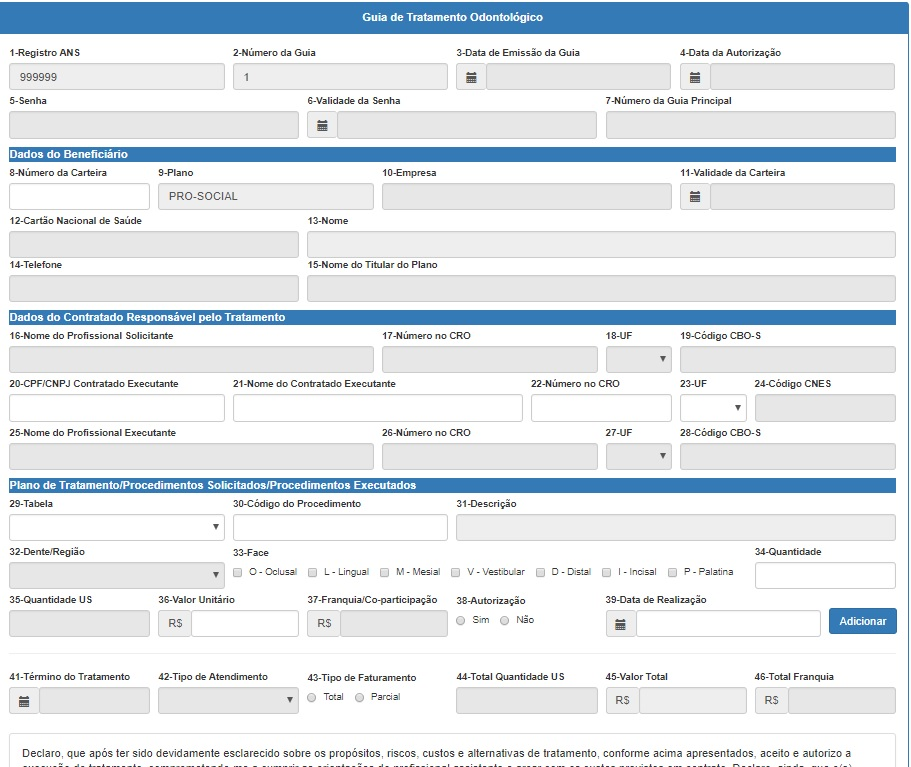 Guia de Tratamento Odontológico
1-Registro ANS 2-Número da Guia 3-Data de Emissão da Guia 4-Data da Autorização
999999 1
5-Senha 6-Validade da Senha 7-Número da Guia Principal
Dados do Beneficiário
8-Número da Carteira 9-Plano 10-Empresa 11-Validade da Carteira
PRO-SOCIAL
12-Cartão Nacional de Saúde 13-Nome
14-Telefone 15-Nome do Titular do Plano
Dados do Contratado Responsável pelo Tratamento
16-Nome do Profissional Solicitante 17-Número no CRO 18-UF 19-Código CBO-S
20-CPF/CNPJ Contratado Executante 21-Nome do Contratado Executante 22-Número no CRO 23-UF 24-Código CNES
25-Nome do Profissional Executante 26-Número no CRO 27-UF 28-Código CBO-S
Plano de Tratamento/Procedimentos Solicitados/Procedimentos Executados
29-Tabela 30-Código do Procedimento 31-Descrição
32-Dente/Região 33-Face 34-Quantidade
O - Oclusal L - Lingual M - Mesial V - Vestibular D - Distal I - Incisal P - Palatina
35-Quantidade US 36-Valor Unitário 37-Franquia/Co-participação 38-Autorização 39-Data de Realização
R$ R$ Sim Não Adicionar
41-Término do Tratamento 42-Tipo de Atendimento 43-Tipo de Faturamento 44-Total Quantidade US 45-Valor Total 46-Total Franquia
Total Parcial R$ R$
Declaro, que após ter sido devidamente esclarecido sobre os propósitos, riscos, custos e alternativas de tratamento, conforme acima apresentados, aceito e autorizo a